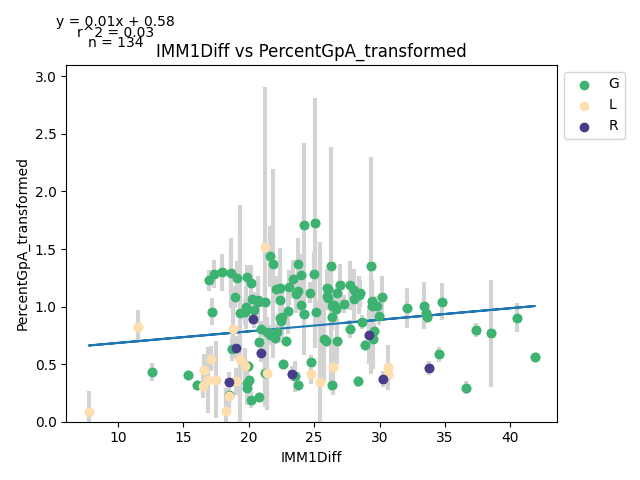 y = 0.01x + 0.58
r^2 = 0.03
n = 134
IMM1Diff vs PercentGpA_transformed
3.0
2.5
2.0
1.5
1.0
0.5
0.0
PercentGpA_transformed
10
15
20
25
30
35
40
IMM1Diff
G
L
R